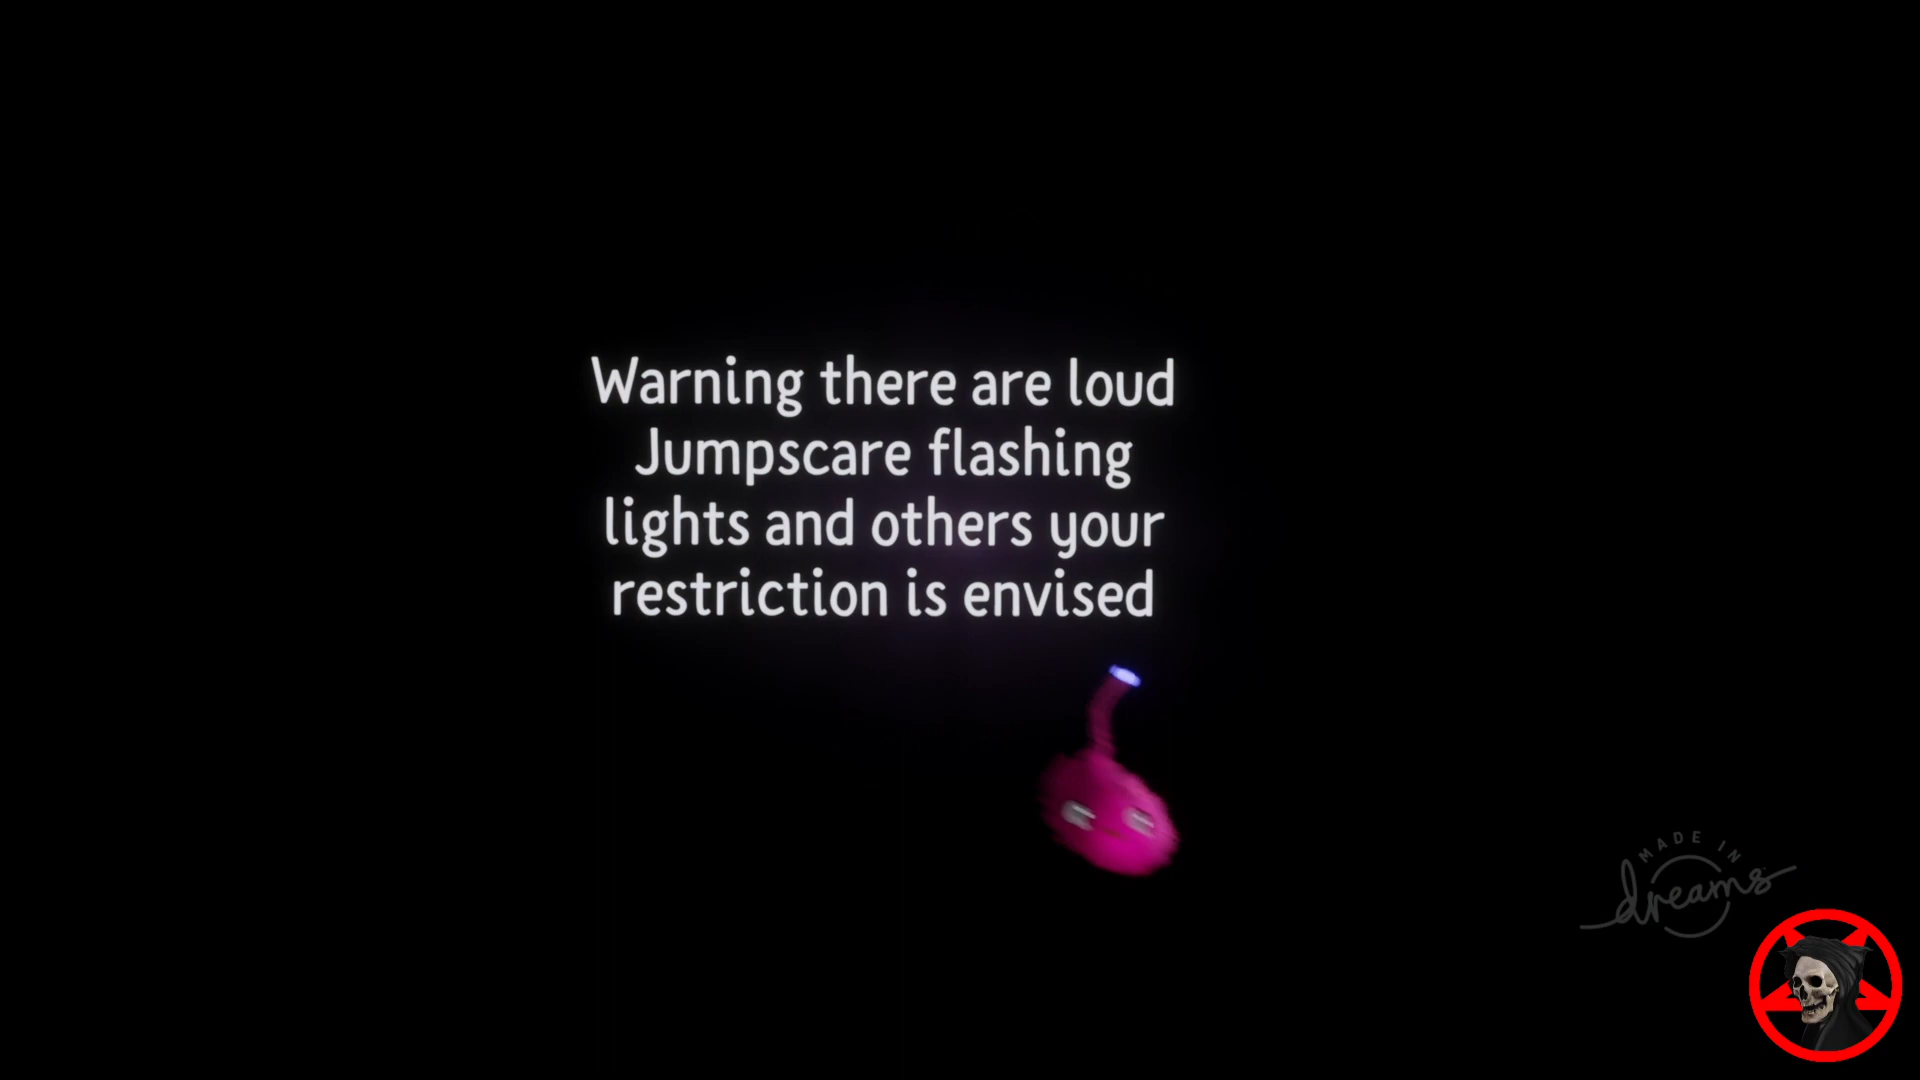 Warning there are loud
Jumpscare flashing
lights and others your
restriction is envised
MADE IN
dreams